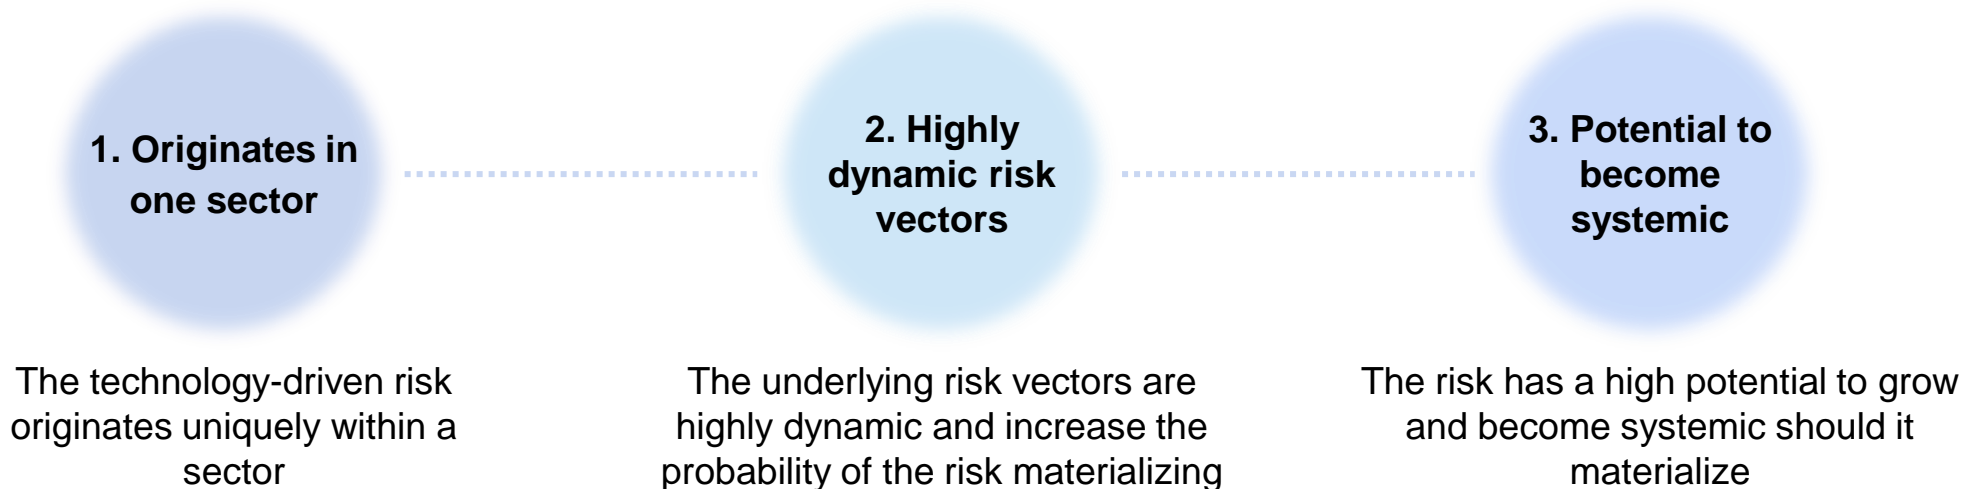 1. Originates in
one sector
2. Highly
dynamic risk
vectors
3. Potential to
become
systemic
The technology-driven risk
originates uniquely within a
sector
The underlying risk vectors are
highly dynamic and increase the
probability of the risk materializing
The risk has a high potential to grow
and become systemic should it
materialize